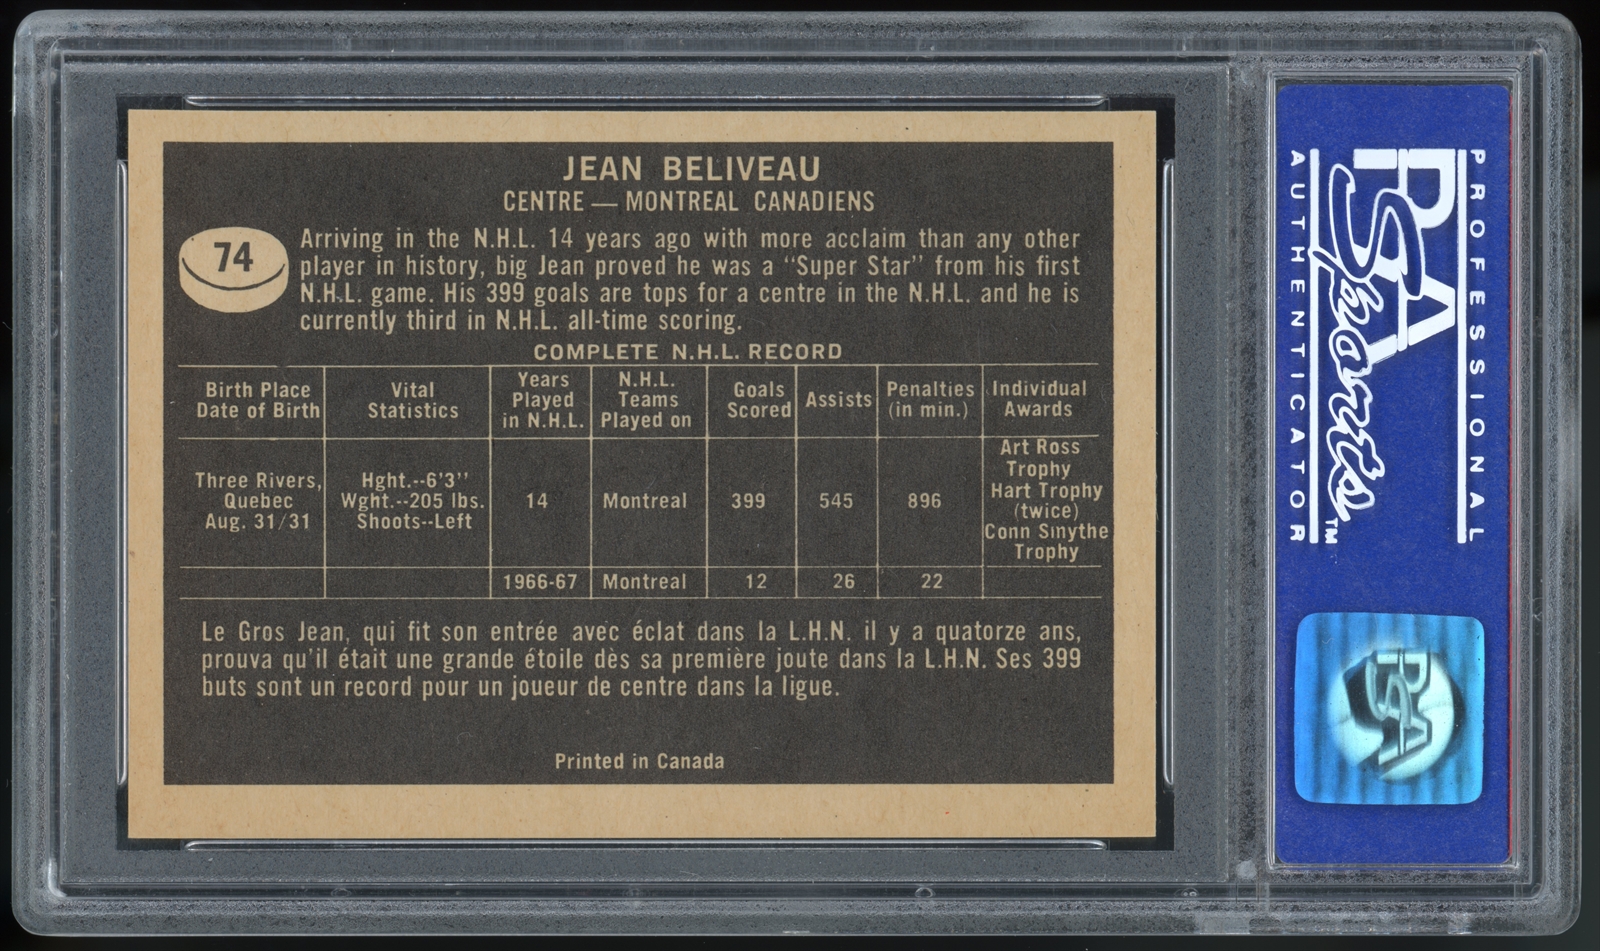 JEAN BELIVEAU
CENTRE — MONTREAL CANADIENS
74
Arriving in the N.H.L. 14 years ago with more acclaim than any other
player in history, big Jean proved he was a "Super Star" from his first
N.H.L. game. His 399 goals are tops for a centre in the N.H.L. and he is
currently third in N.H.L. all-time scoring.
COMPLETE N.H.L. RECORD
Birth Place
Date of Birth
Vital
Statistics
Years
Played
in N.H.L.
N.H.L.
Teams
Played on
Goals
Scored
Assists
Penalties
(in min.)
Individual
Awards
Three Rivers,
Quebec
Aug. 31/31
Hght.--6'3''
Wght.--205 lbs.
Shoots--Left
14
Montreal
399
545
896
Art Ross
Trophy
Hart Trophy
(twice)
Conn Smythe
Trophy
1966-67
Montreal
12
26
22
Le Gros Jean, qui fit son entrée avec éclat dans la L.H.N. il y a quatorze ans,
prouva qu'il était une grande étoile dès sa première joute dans la L.H.N. Ses 399
buts sont un record pour un joueur de centre dans la ligue.
Printed in Canada
PROFESSIONAL
PSA
Sports™
AUTHENTICATOR
PSA